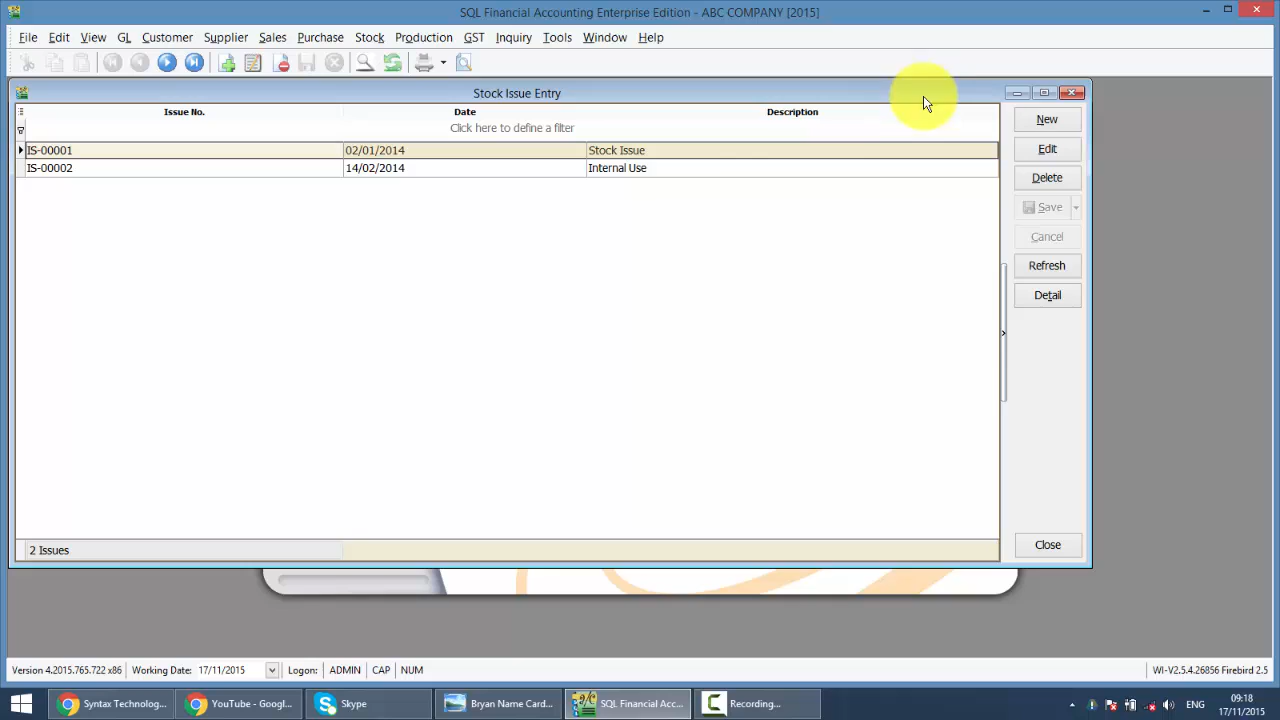 SQL Financial Accounting Enterprise Edition - ABC COMPANY [2015]
File Edit View GL Customer Supplier Sales Purchase Stock Production GST Inquiry Tools Window Help
Stock Issue Entry
Issue No. Date Description
Click here to define a filter
IS-00001 02/01/2014 Stock Issue
IS-00002 14/02/2014 Internal Use
2 Issues
New
Edit
Delete
Save
Cancel
Refresh
Detail
Close
Version 4.2015.765.722 x86 Working Date: 17/11/2015 Logon: ADMIN CAP NUM WI-V2.5.4.26856 Firebird 2.5
Syntax Technolog... YouTube - Googl... Skype Bryan Name Card... SQL Financial Acc... Recording... ENG 09:18
17/11/2015